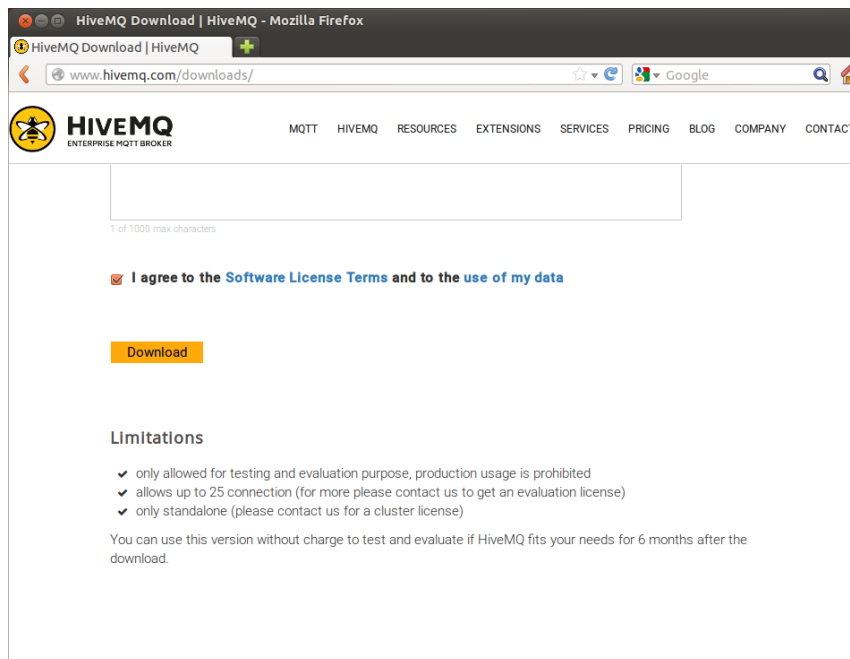 HiveMQ Download | HiveMQ - Mozilla Firefox
HiveMQ Download | HiveMQ
www.hivemq.com/downloads/
Google
HIVEMQ
ENTERPRISE MQTT BROKER
MQTT HIVEMQ RESOURCES EXTENSIONS SERVICES PRICING BLOG COMPANY CONTACT
1 of 1000 max characters
I agree to the Software License Terms and to the use of my data
Download
Limitations
only allowed for testing and evaluation purpose, production usage is prohibited
allows up to 25 connection (for more please contact us to get an evaluation license)
only standalone (please contact us for a cluster license)
You can use this version without charge to test and evaluate if HiveMQ fits your needs for 6 months after the
download.